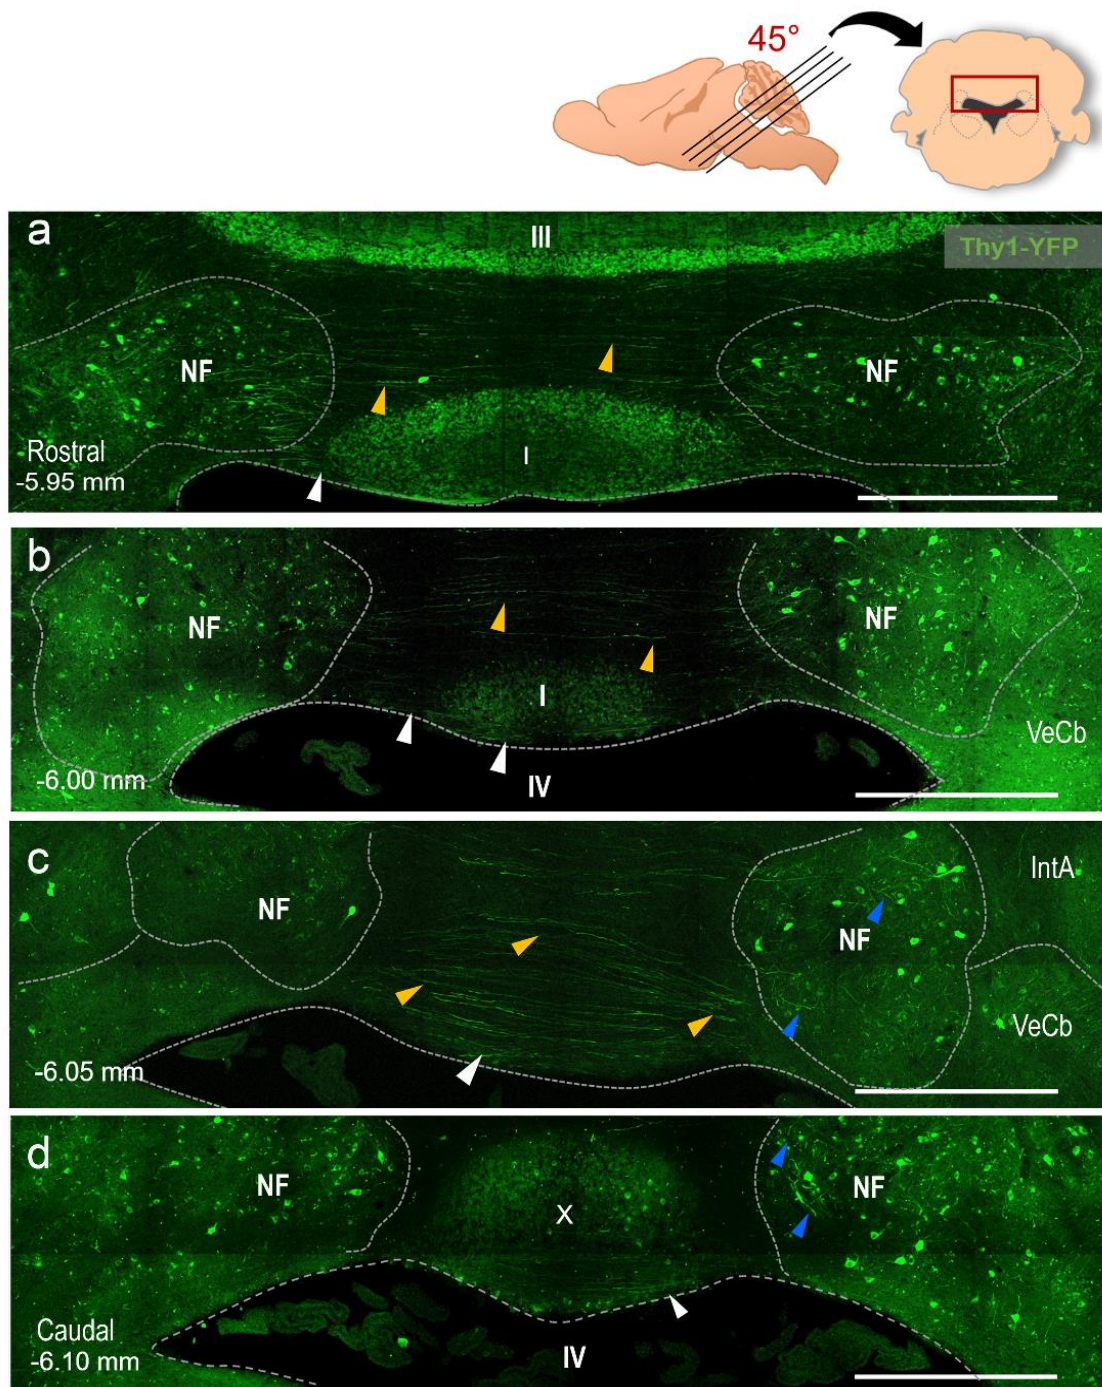 45°
a
III
Thy1-YFP
NF
NF
I
Rostral
-5.95 mm
b
NF
NF
I
VeCb
-6.00 mm
IV
c
IntA
NF
NF
VeCb
-6.05 mm
d
NF
NF
X
Caudal
-6.10 mm
IV